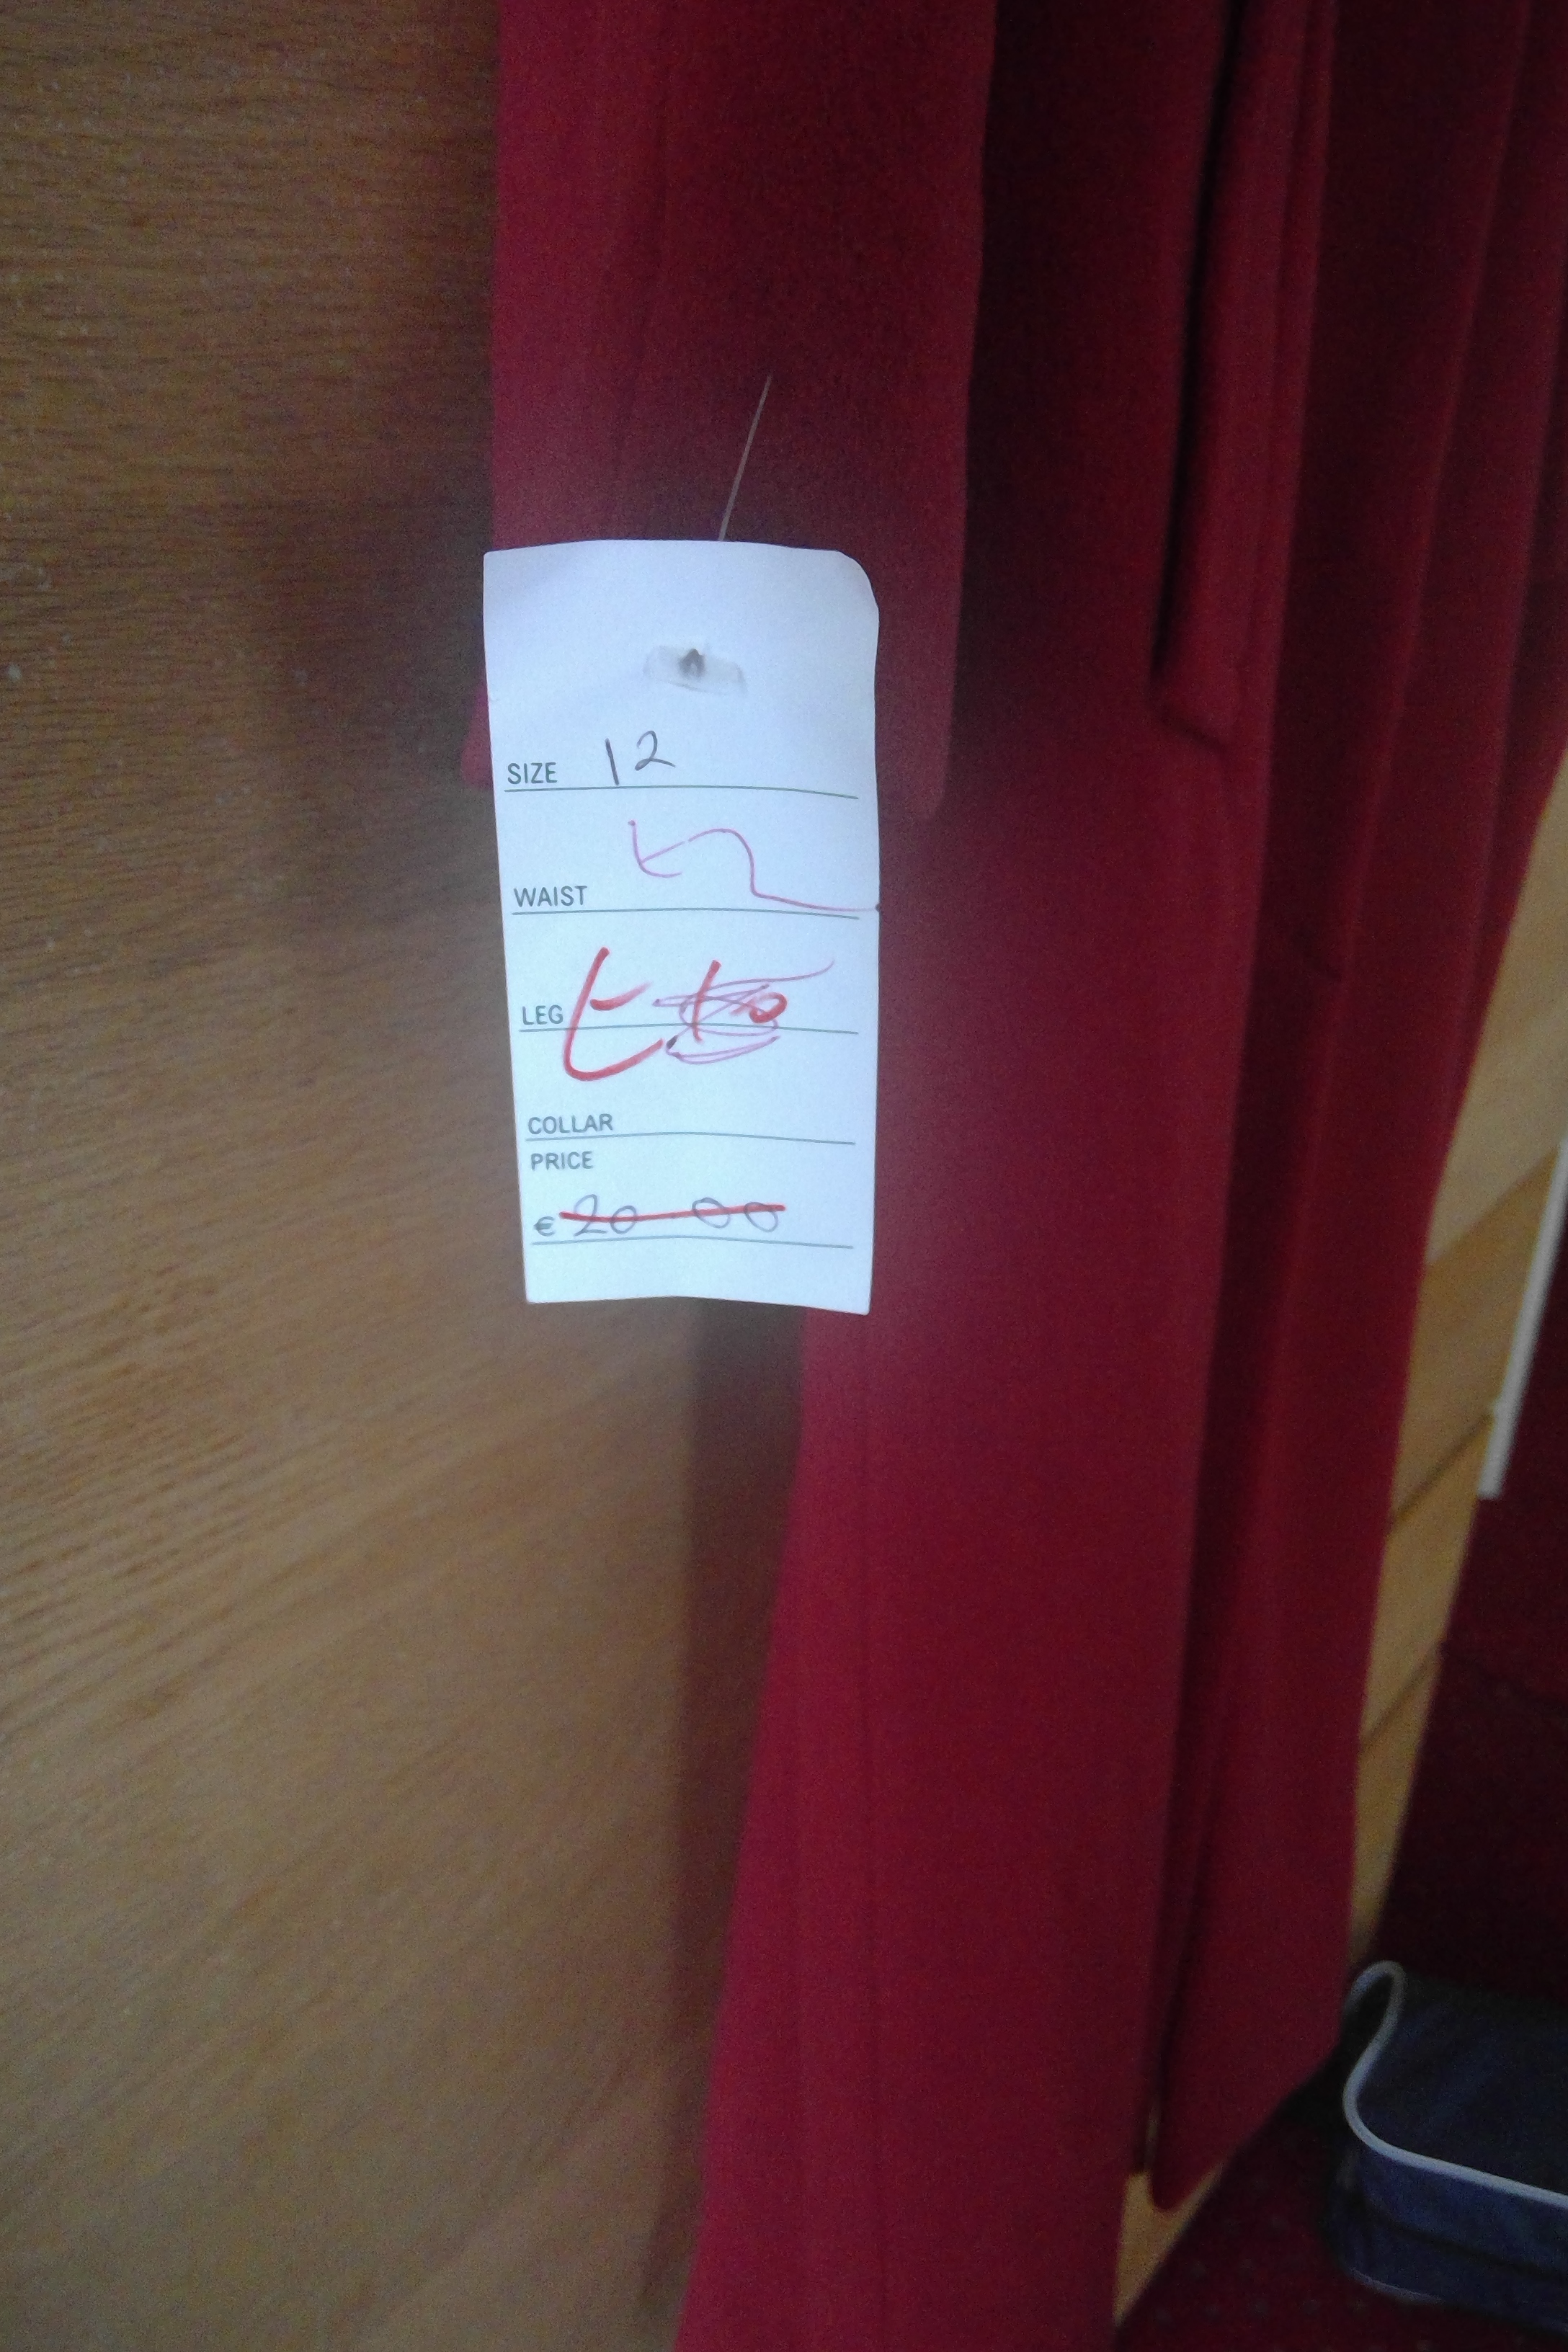 SIZE 12
WAIST
LEG
COLLAR
PRICE
€ 20 00